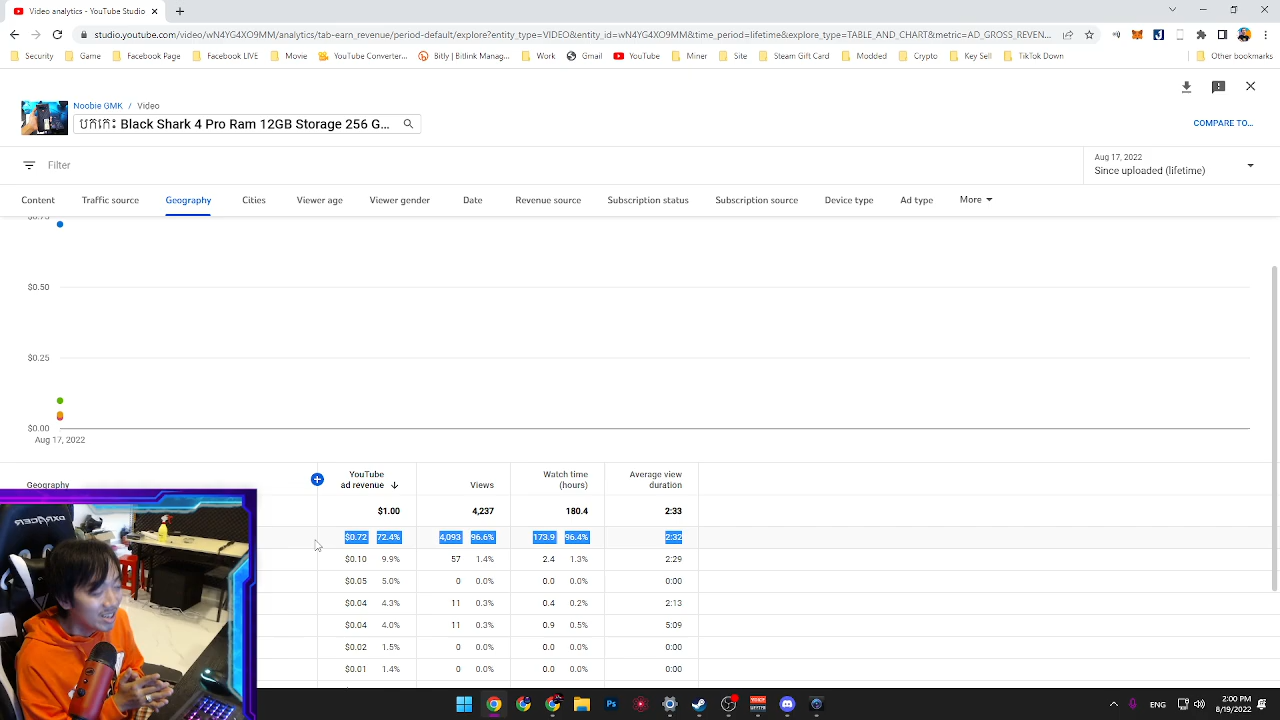 Video analytics - YouTube Studio
studio.youtube.com/video/wN4YG4XO9MM/analytics/tab-earn_revenue/period-default/explore?entity_type=VIDEO&entity_id=wN4YG4XO9MM&time_period=lifetime&explore_type=TABLE_AND_CHART&metric=AD_GROSS_REVEN...
Security Game Facebook Page Facebook LIVE Movie YouTube Converter... Bitly | Bitlink Manag... Work Gmail YouTube Miner Site Steam Gift Card Modded Crypto Key Sell TikTok Down Other bookmarks
Noobie GMK / Video
Black Shark 4 Pro Ram 12GB Storage 256 G...
COMPARE TO...
Filter
Aug 17, 2022
Since uploaded (lifetime)
Content Traffic source Geography Cities Viewer age Viewer gender Date Revenue source Subscription status Subscription source Device type Ad type More
$0.75
$0.50
$0.25
$0.00
Aug 17, 2022
Geography YouTube ad revenue Views Watch time (hours) Average view duration
$1.00 4,237 180.4 2:33
$0.72 72.4% 4,093 96.6% 173.9 96.4% 2:32
$0.10 9.9% 57 1.4% 2.4 1.3% 2:29
$0.05 5.0% 0 0.0% 0.0 0.0% 0:00
$0.04 4.3% 11 0.3% 0.4 0.2% 2:13
$0.04 4.0% 11 0.3% 0.9 0.5% 5:09
$0.02 1.5% 0 0.0% 0.0 0.0% 0:00
$0.01 1.4% 0 0.0% 0.0 0.0% 0:00
DXRACER
ENG
2:00 PM
8/19/2022